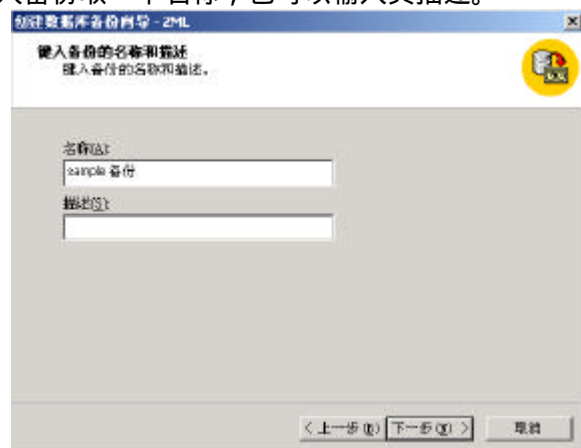 入备份取一个名称，也可以输入其描述。
创建数据库备份向导 - ZML
键入备份的名称和描述
键入备份的名称和描述。
名称(A):
sample 备份
描述(S):
<上一步(B) 下一步(N) > 取消